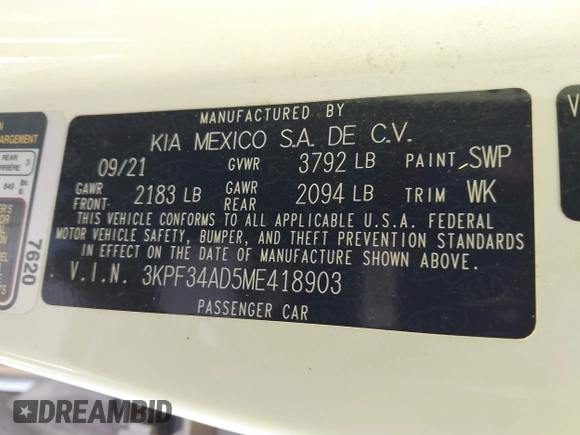 MANUFACTURED BY
KIA MEXICO S.A. DE C.V.
09/21 GVWR 3792 LB PAINT SWP
GAWR FRONT 2183 LB GAWR REAR 2094 LB TRIM WK
THIS VEHICLE CONFORMS TO ALL APPLICABLE U.S.A. FEDERAL
MOTOR VEHICLE SAFETY, BUMPER, AND THEFT PREVENTION STANDARDS
IN EFFECT ON THE DATE OF MANUFACTURE SHOWN ABOVE.
V.I.N. 3KPF34AD5ME418903
PASSENGER CAR
REAR 3
849
7620
DREAMBID